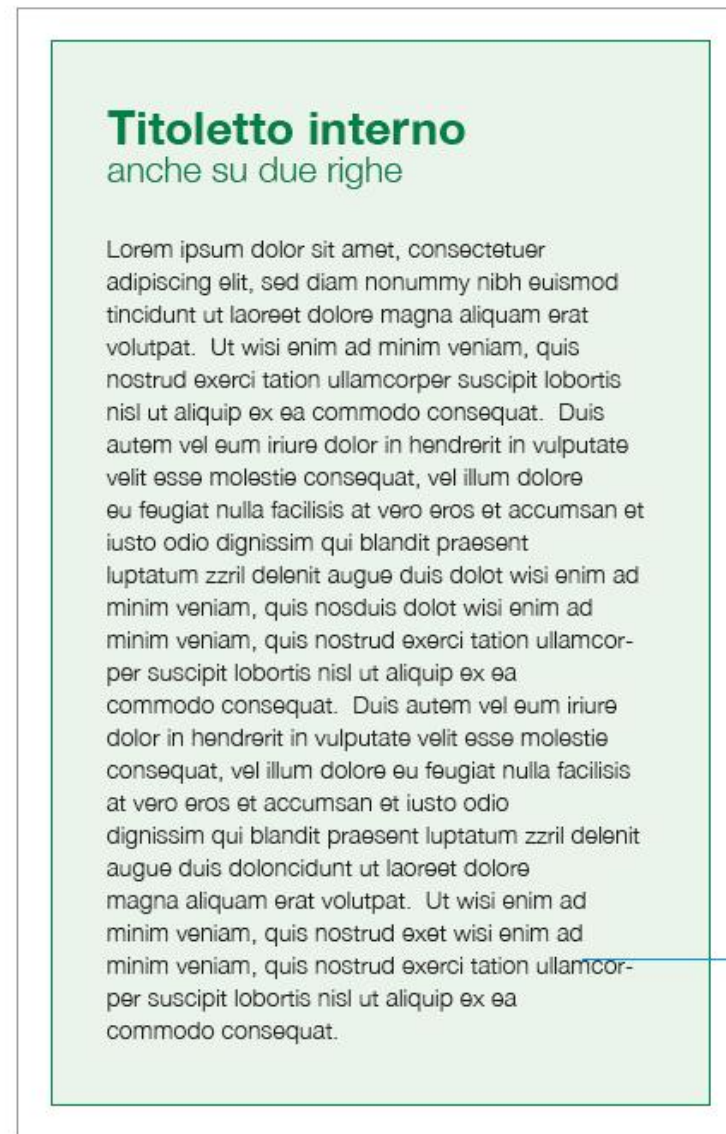 Titoletto interno
anche su due righe
Lorem ipsum dolor sit amet, consectetuer
adipiscing elit, sed diam nonummy nibh euismod
tincidunt ut laoreet dolore magna aliquam erat
volutpat.  Ut wisi enim ad minim veniam, quis
nostrud exerci tation ullamcorper suscipit lobortis
nisl ut aliquip ex ea commodo consequat.  Duis
autem vel eum iriure dolor in hendrerit in vulputate
velit esse molestie consequat, vel illum dolore
eu feugiat nulla facilisis at vero eros et accumsan et
iusto odio dignissim qui blandit praesent
luptatum zzril delenit augue duis dolot wisi enim ad
minim veniam, quis nosduis dolot wisi enim ad
minim veniam, quis nostrud exerci tation ullamcor-
per suscipit lobortis nisl ut aliquip ex ea
commodo consequat.  Duis autem vel eum iriure
dolor in hendrerit in vulputate velit esse molestie
consequat, vel illum dolore eu feugiat nulla facilisis
at vero eros et accumsan et iusto odio
dignissim qui blandit praesent luptatum zzril delenit
augue duis doloncidunt ut laoreet dolore
magna aliquam erat volutpat.  Ut wisi enim ad
minim veniam, quis nostrud exet wisi enim ad
minim veniam, quis nostrud exerci tation ullamcor-
per suscipit lobortis nisl ut aliquip ex ea
commodo consequat.